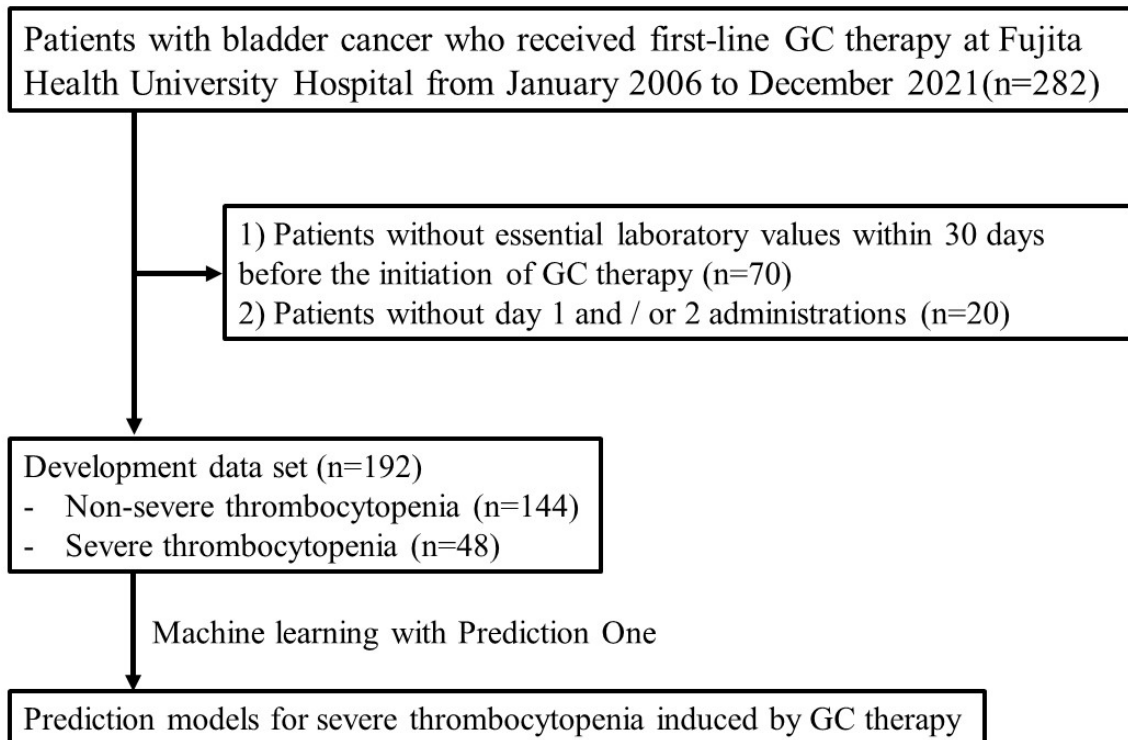 Patients with bladder cancer who received first-line GC therapy at Fujita
Health University Hospital from January 2006 to December 2021(n=282)
1) Patients without essential laboratory values within 30 days
before the initiation of GC therapy (n=70)
2) Patients without day 1 and / or 2 administrations (n=20)
Development data set (n=192)
- Non-severe thrombocytopenia (n=144)
- Severe thrombocytopenia (n=48)
Machine learning with Prediction One
Prediction models for severe thrombocytopenia induced by GC therapy